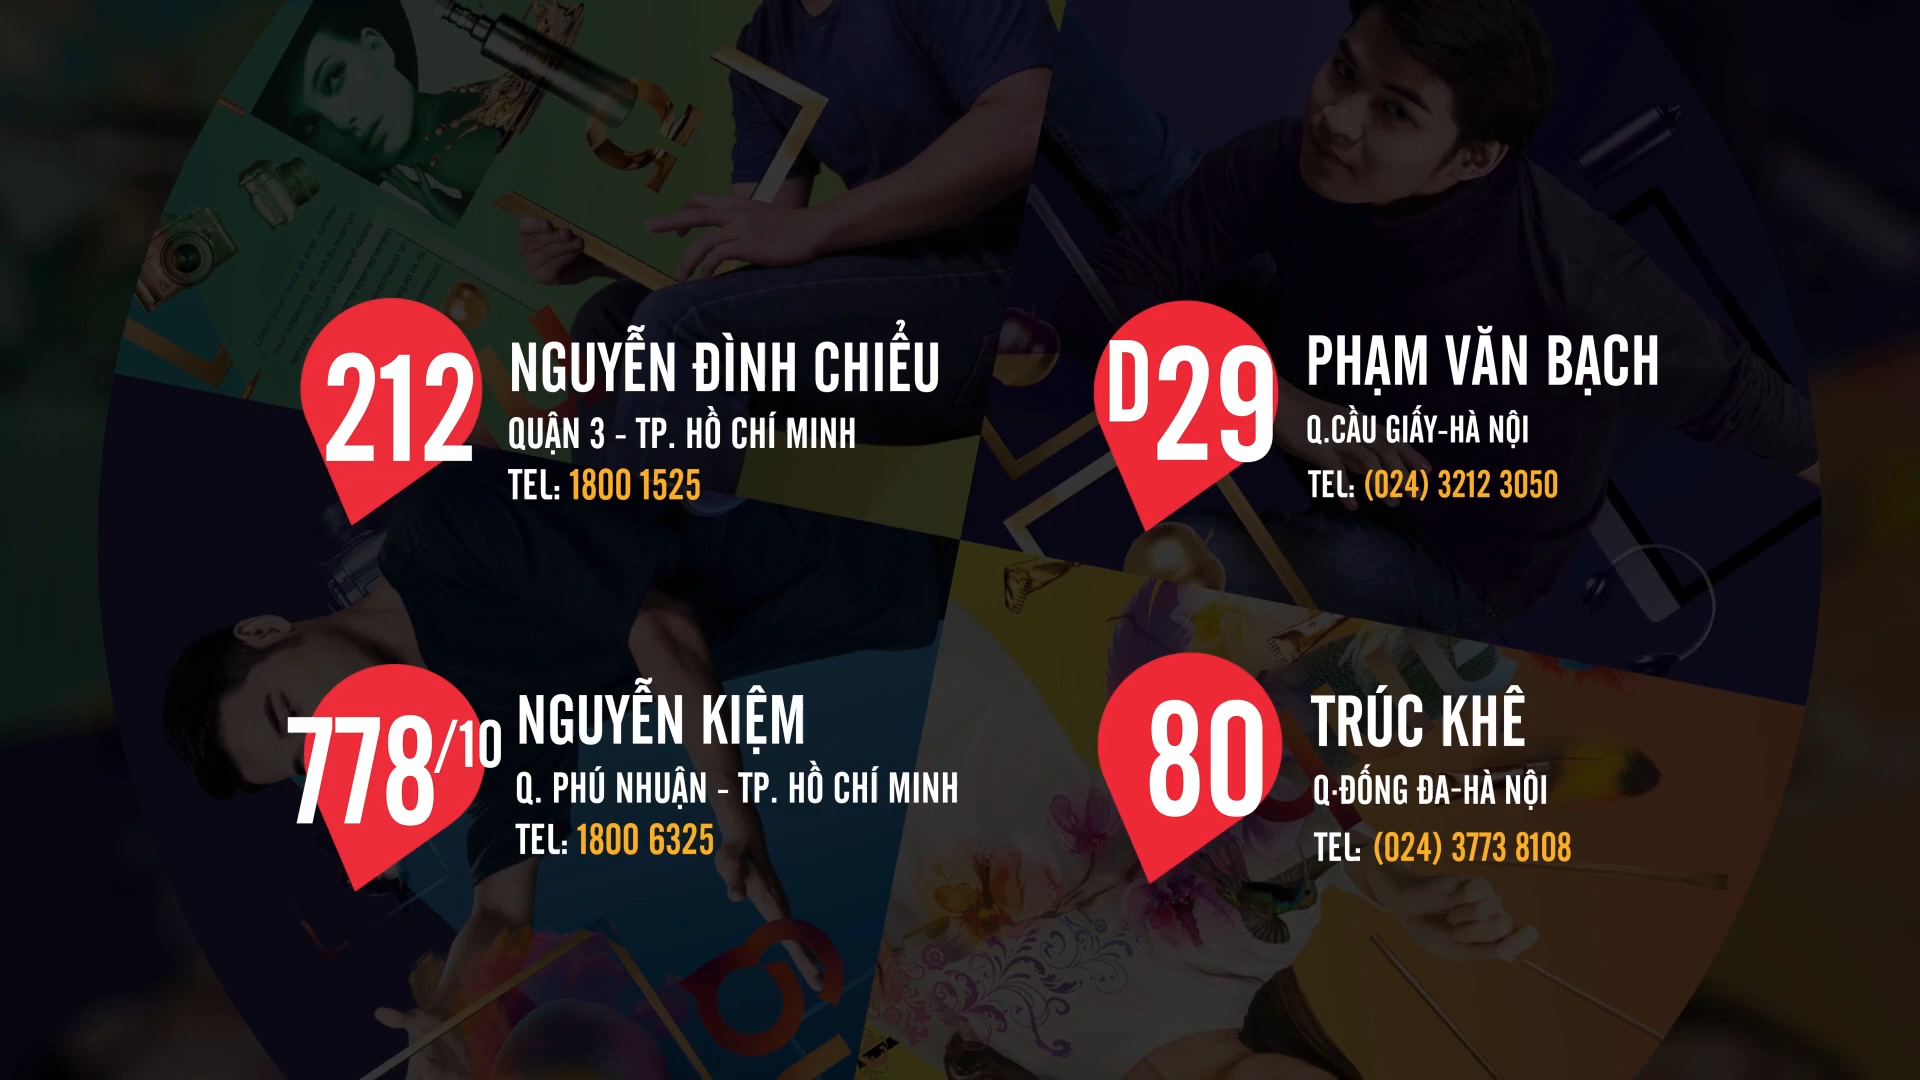 212
NGUYỄN ĐÌNH CHIỂU
QUẬN 3 - TP. HỒ CHÍ MINH
TEL: 1800 1525
D29
PHẠM VĂN BẠCH
Q.CẦU GIẤY-HÀ NỘI
TEL: (024) 3212 3050
778/10
NGUYỄN KIỆM
Q. PHÚ NHUẬN - TP. HỒ CHÍ MINH
TEL: 1800 6325
80
TRÚC KHÊ
Q.ĐỐNG ĐA-HÀ NỘI
TEL: (024) 3773 8108